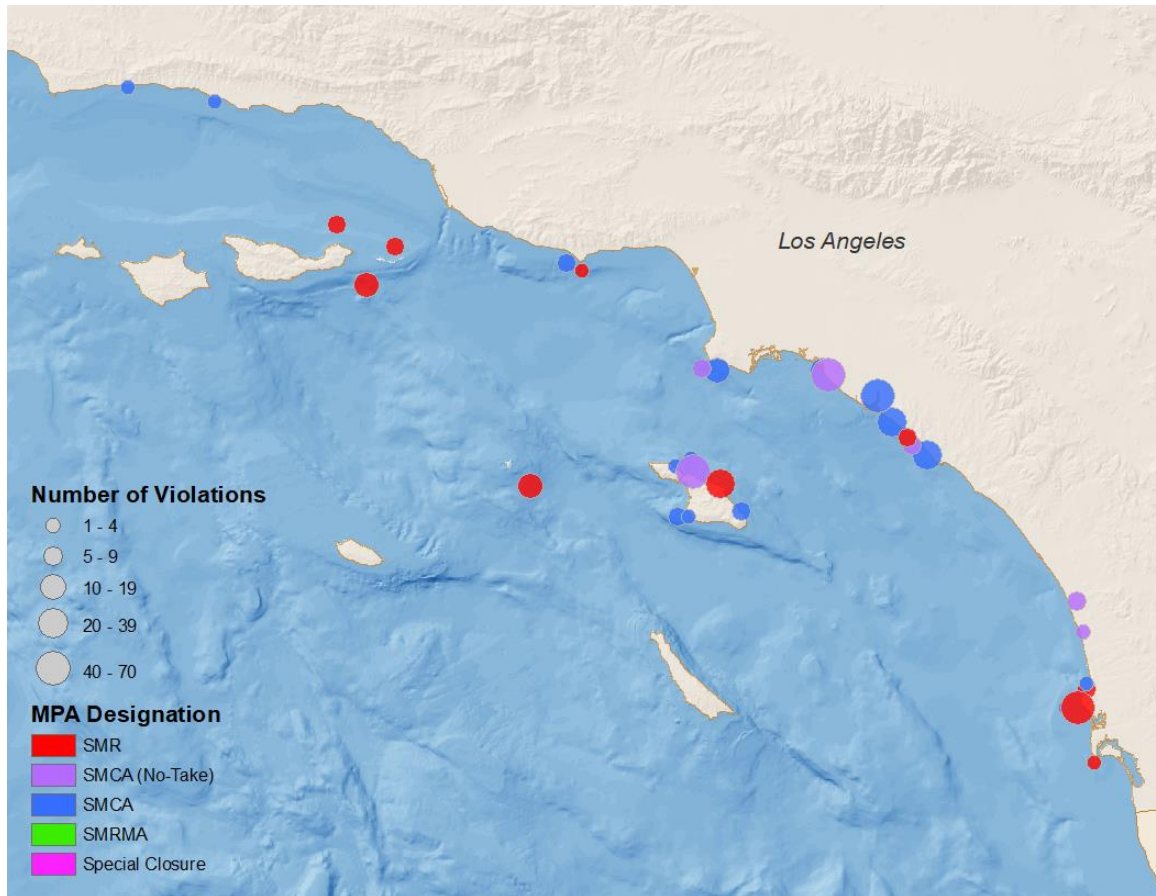 Los Angeles
Number of Violations
1 - 4
5 - 9
10 - 19
20 - 39
40 - 70
MPA Designation
SMR
SMCA (No-Take)
SMCA
SMRMA
Special Closure